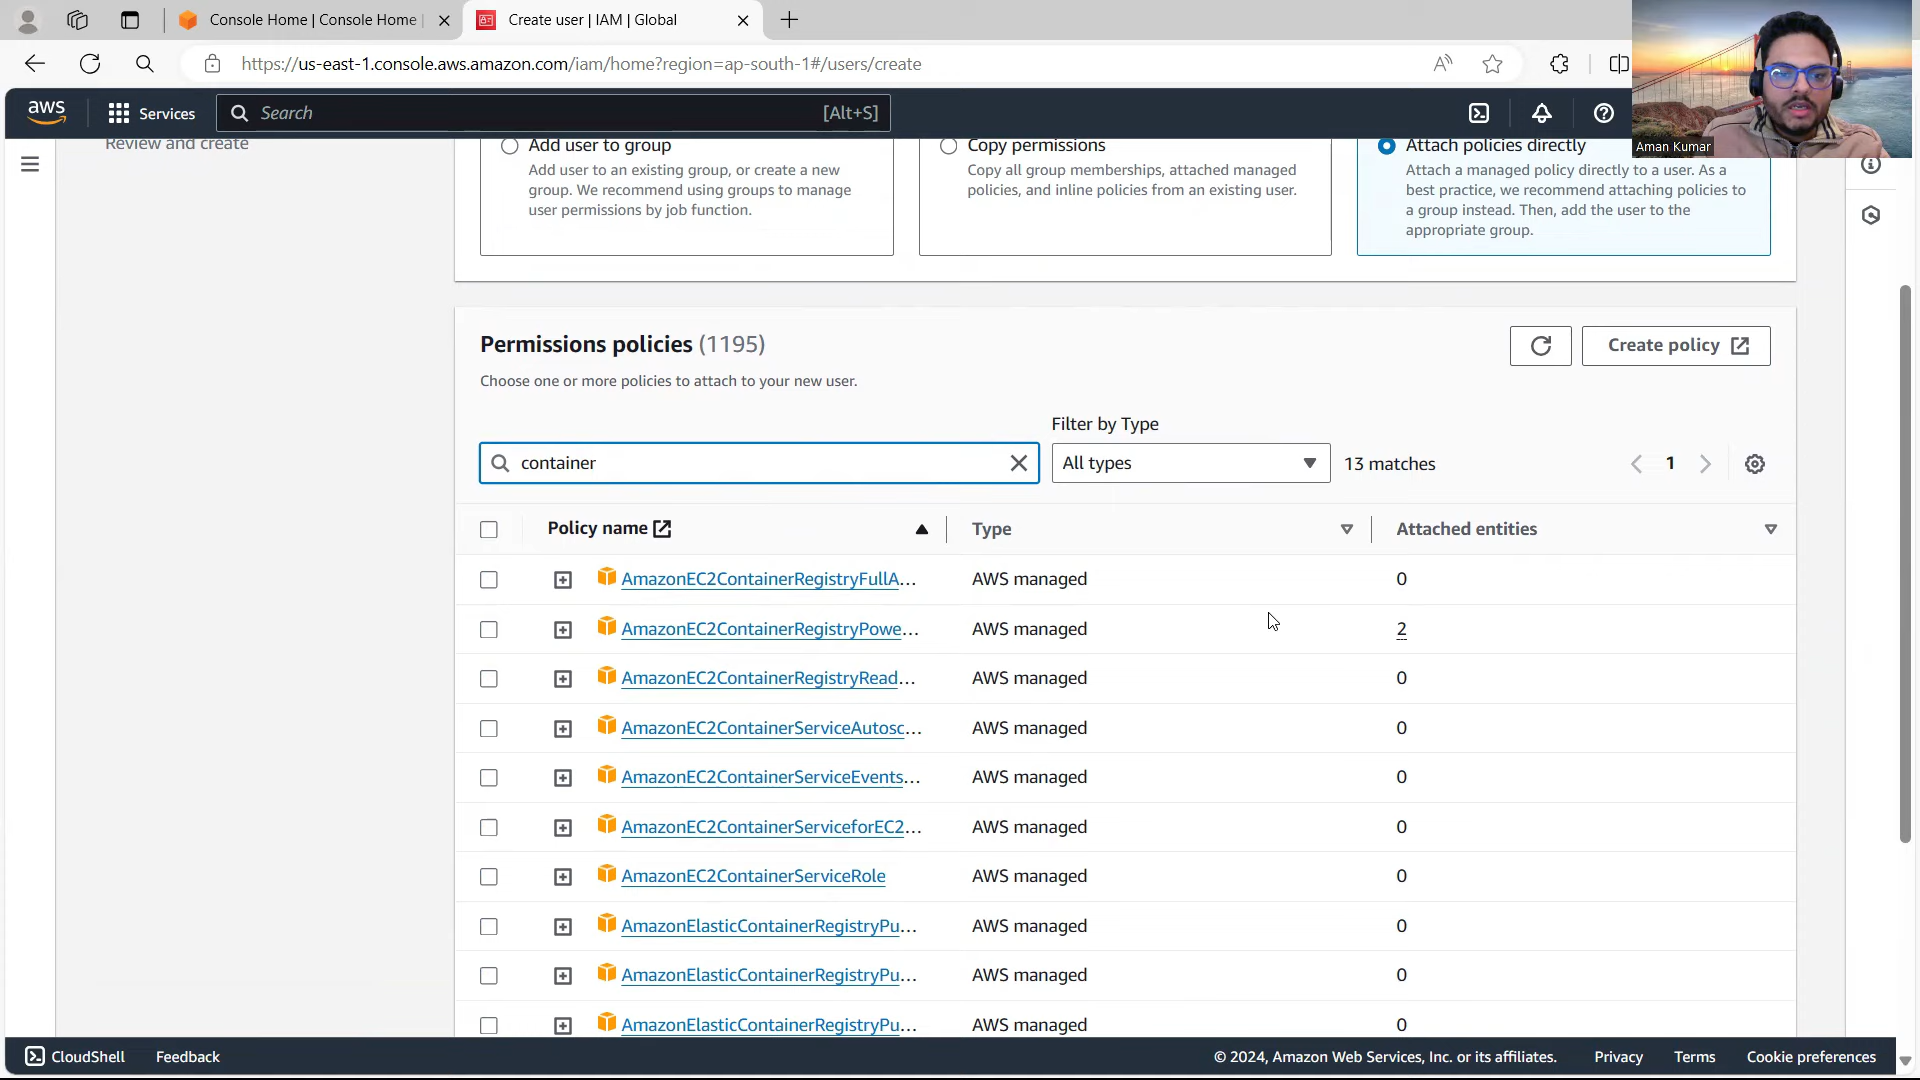 Console Home | Console Home
Create user | IAM | Global
https://us-east-1.console.aws.amazon.com/iam/home?region=ap-south-1#/users/create
aws
Services
Search
[Alt+S]
Aman Kumar
Review and create
Add user to group
Add user to an existing group, or create a new
group. We recommend using groups to manage
user permissions by job function.
Copy permissions
Copy all group memberships, attached managed
policies, and inline policies from an existing user.
Attach policies directly
Attach a managed policy directly to a user. As a
best practice, we recommend attaching policies to
a group instead. Then, add the user to the
appropriate group.
Permissions policies (1195)
Create policy
Choose one or more policies to attach to your new user.
Filter by Type
container
All types
13 matches
1
Policy name
Type
Attached entities
AmazonEC2ContainerRegistryFullA... AWS managed 0
AmazonEC2ContainerRegistryPowe... AWS managed 2
AmazonEC2ContainerRegistryRead... AWS managed 0
AmazonEC2ContainerServiceAutosc... AWS managed 0
AmazonEC2ContainerServiceEvents... AWS managed 0
AmazonEC2ContainerServiceforEC2... AWS managed 0
AmazonEC2ContainerServiceRole AWS managed 0
AmazonElasticContainerRegistryPu... AWS managed 0
AmazonElasticContainerRegistryPu... AWS managed 0
AmazonElasticContainerRegistryPu... AWS managed 0
CloudShell
Feedback
© 2024, Amazon Web Services, Inc. or its affiliates.
Privacy
Terms
Cookie preferences